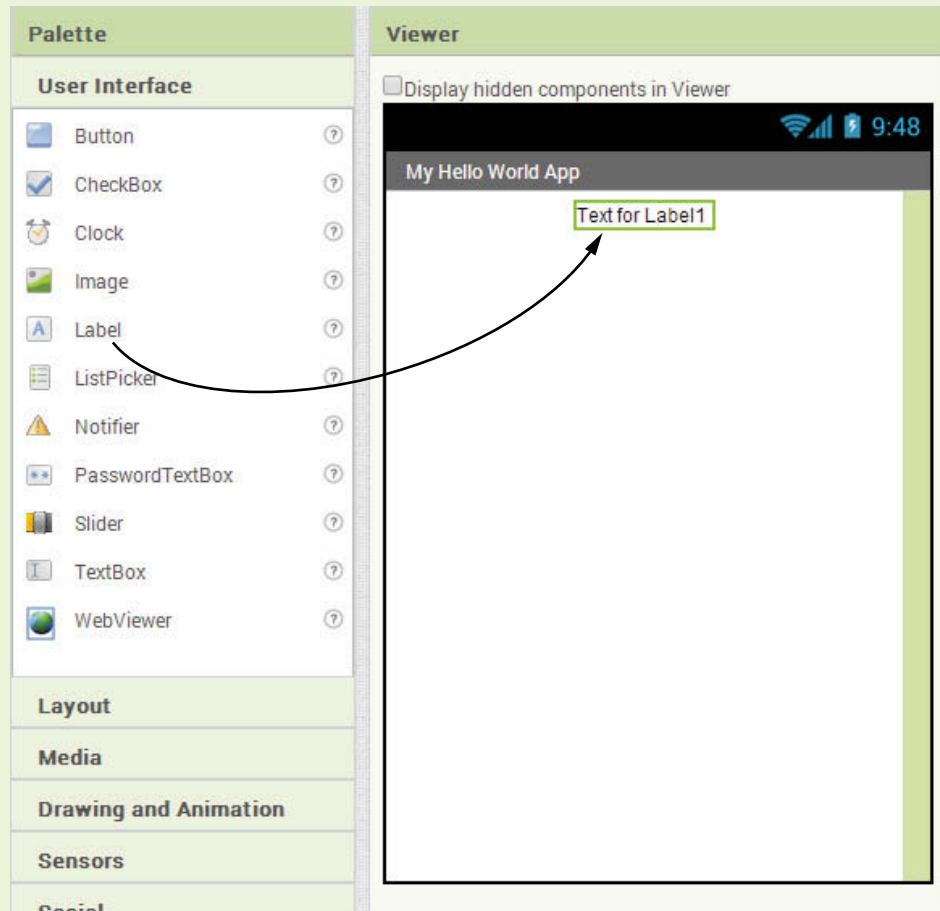 Palette
User Interface
Button
CheckBox
Clock
Image
Label
ListPicker
Notifier
PasswordTextBox
Slider
TextBox
WebViewer
Layout
Media
Drawing and Animation
Sensors
Social
Viewer
Display hidden components in Viewer
9:48
My Hello World App
Text for Label1